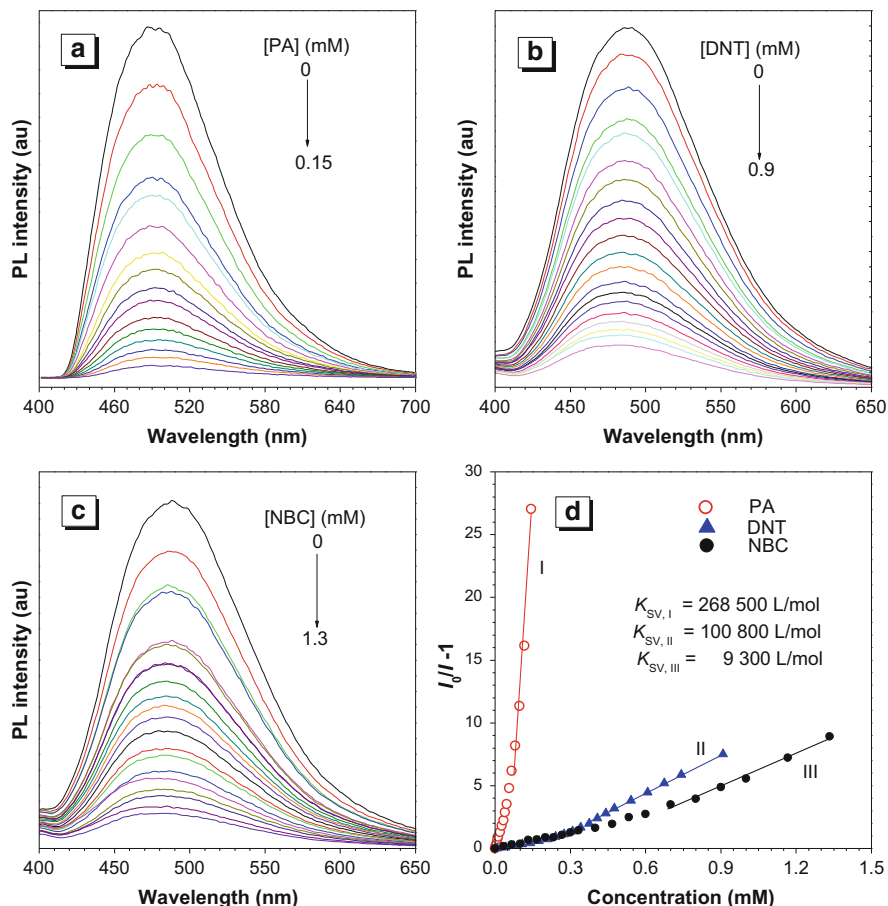 a
[PA] (mM)
0
0.15
PL intensity (au)
400 460 520 580 640 700
Wavelength (nm)
b
[DNT] (mM)
0
0.9
PL intensity (au)
400 450 500 550 600 650
Wavelength (nm)
c
[NBC] (mM)
0
1.3
PL intensity (au)
400 450 500 550 600 650
Wavelength (nm)
d
PA
DNT
NBC
I
II
III
K_SV, I = 268 500 L/mol
K_SV, II = 100 800 L/mol
K_SV, III = 9 300 L/mol
I_0/I -1
30
25
20
15
10
5
0
0.0 0.3 0.6 0.9 1.2 1.5
Concentration (mM)